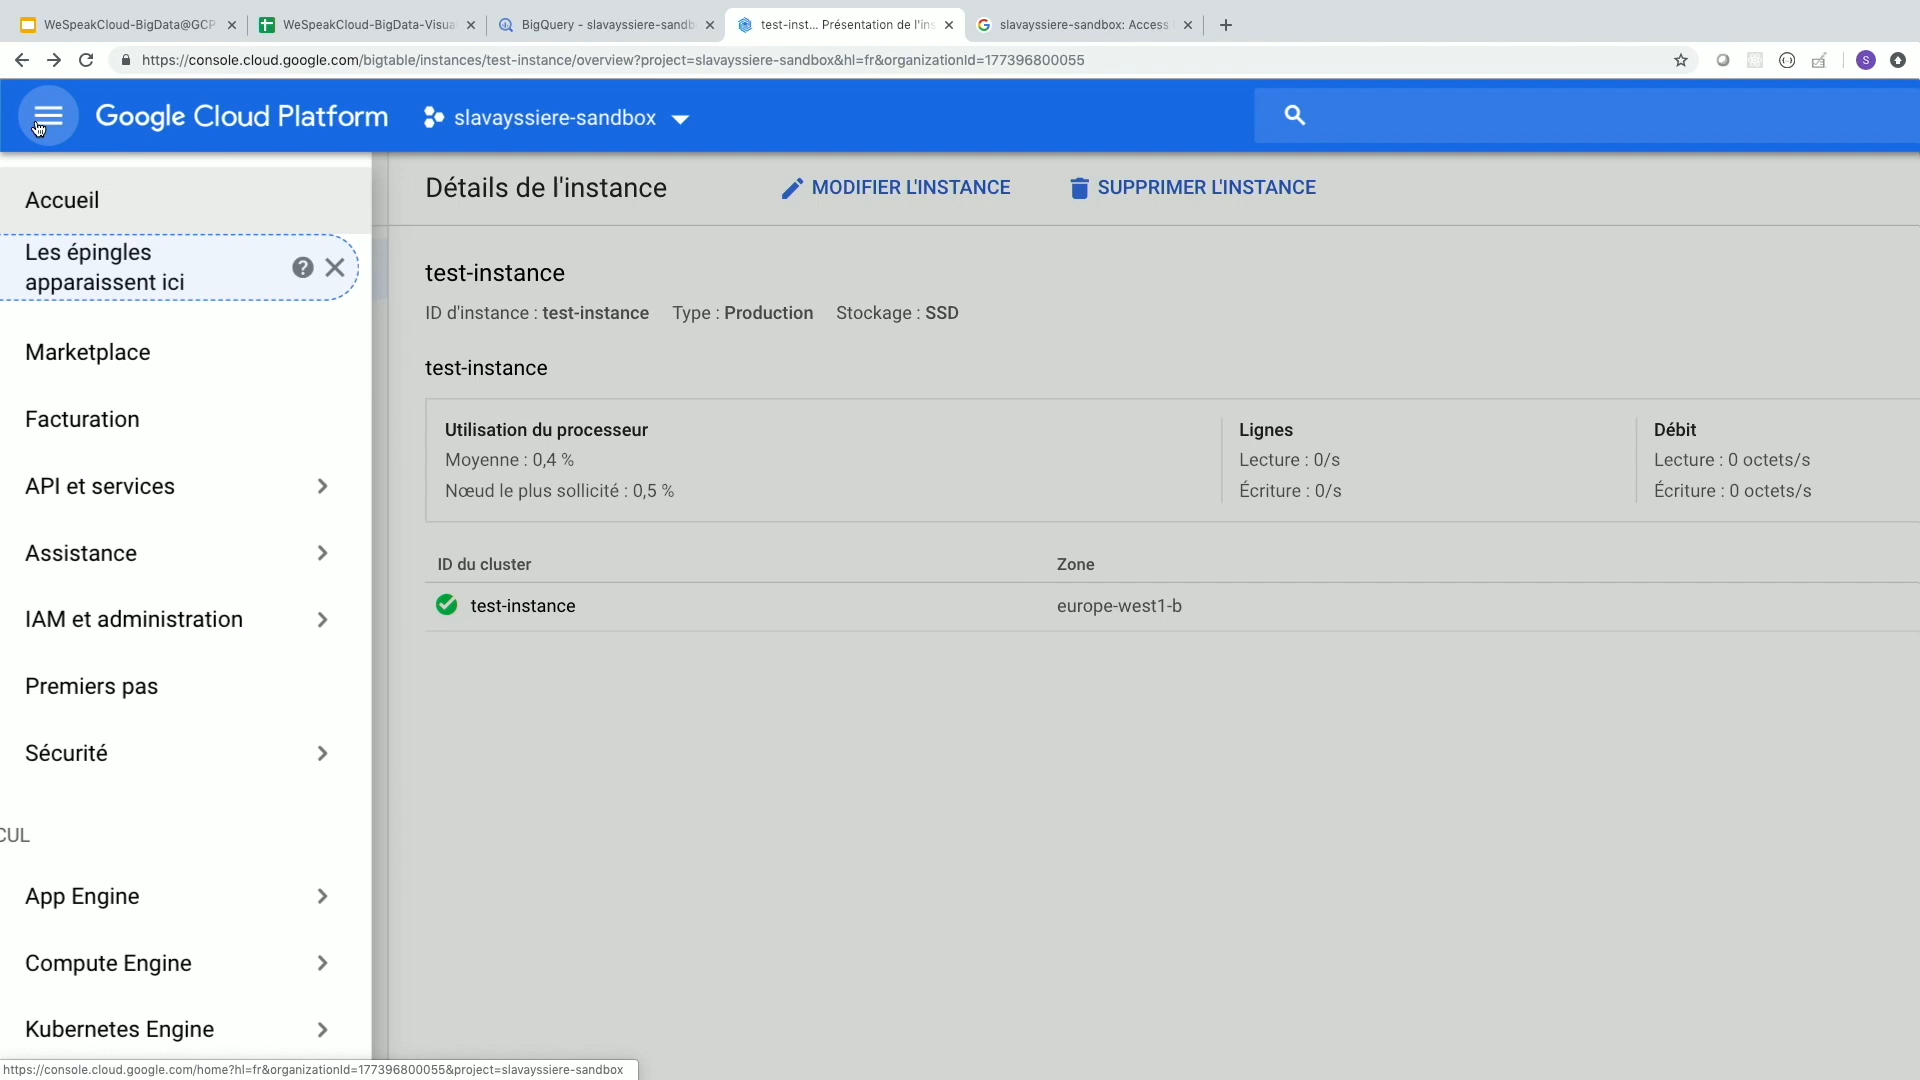 WeSpeakCloud-BigData@GCP
WeSpeakCloud-BigData-Visua
BigQuery - slavayssiere-sandb
test-inst... Présentation de l'ins
slavayssiere-sandbox: Access
https://console.cloud.google.com/bigtable/instances/test-instance/overview?project=slavayssiere-sandbox&hl=fr&organizationId=177396800055
S
Google Cloud Platform
slavayssiere-sandbox
Accueil
Les épingles
apparaissent ici
Marketplace
Facturation
API et services
Assistance
IAM et administration
Premiers pas
Sécurité
CUL
App Engine
Compute Engine
Kubernetes Engine
Détails de l'instance
MODIFIER L'INSTANCE
SUPPRIMER L'INSTANCE
test-instance
ID d'instance : test-instance Type : Production Stockage : SSD
test-instance
Utilisation du processeur
Moyenne : 0,4 %
Nœud le plus sollicité : 0,5 %
Lignes
Lecture : 0/s
Écriture : 0/s
Débit
Lecture : 0 octets/s
Écriture : 0 octets/s
ID du cluster
Zone
test-instance
europe-west1-b
https://console.cloud.google.com/home?hl=fr&organizationId=177396800055&project=slavayssiere-sandbox